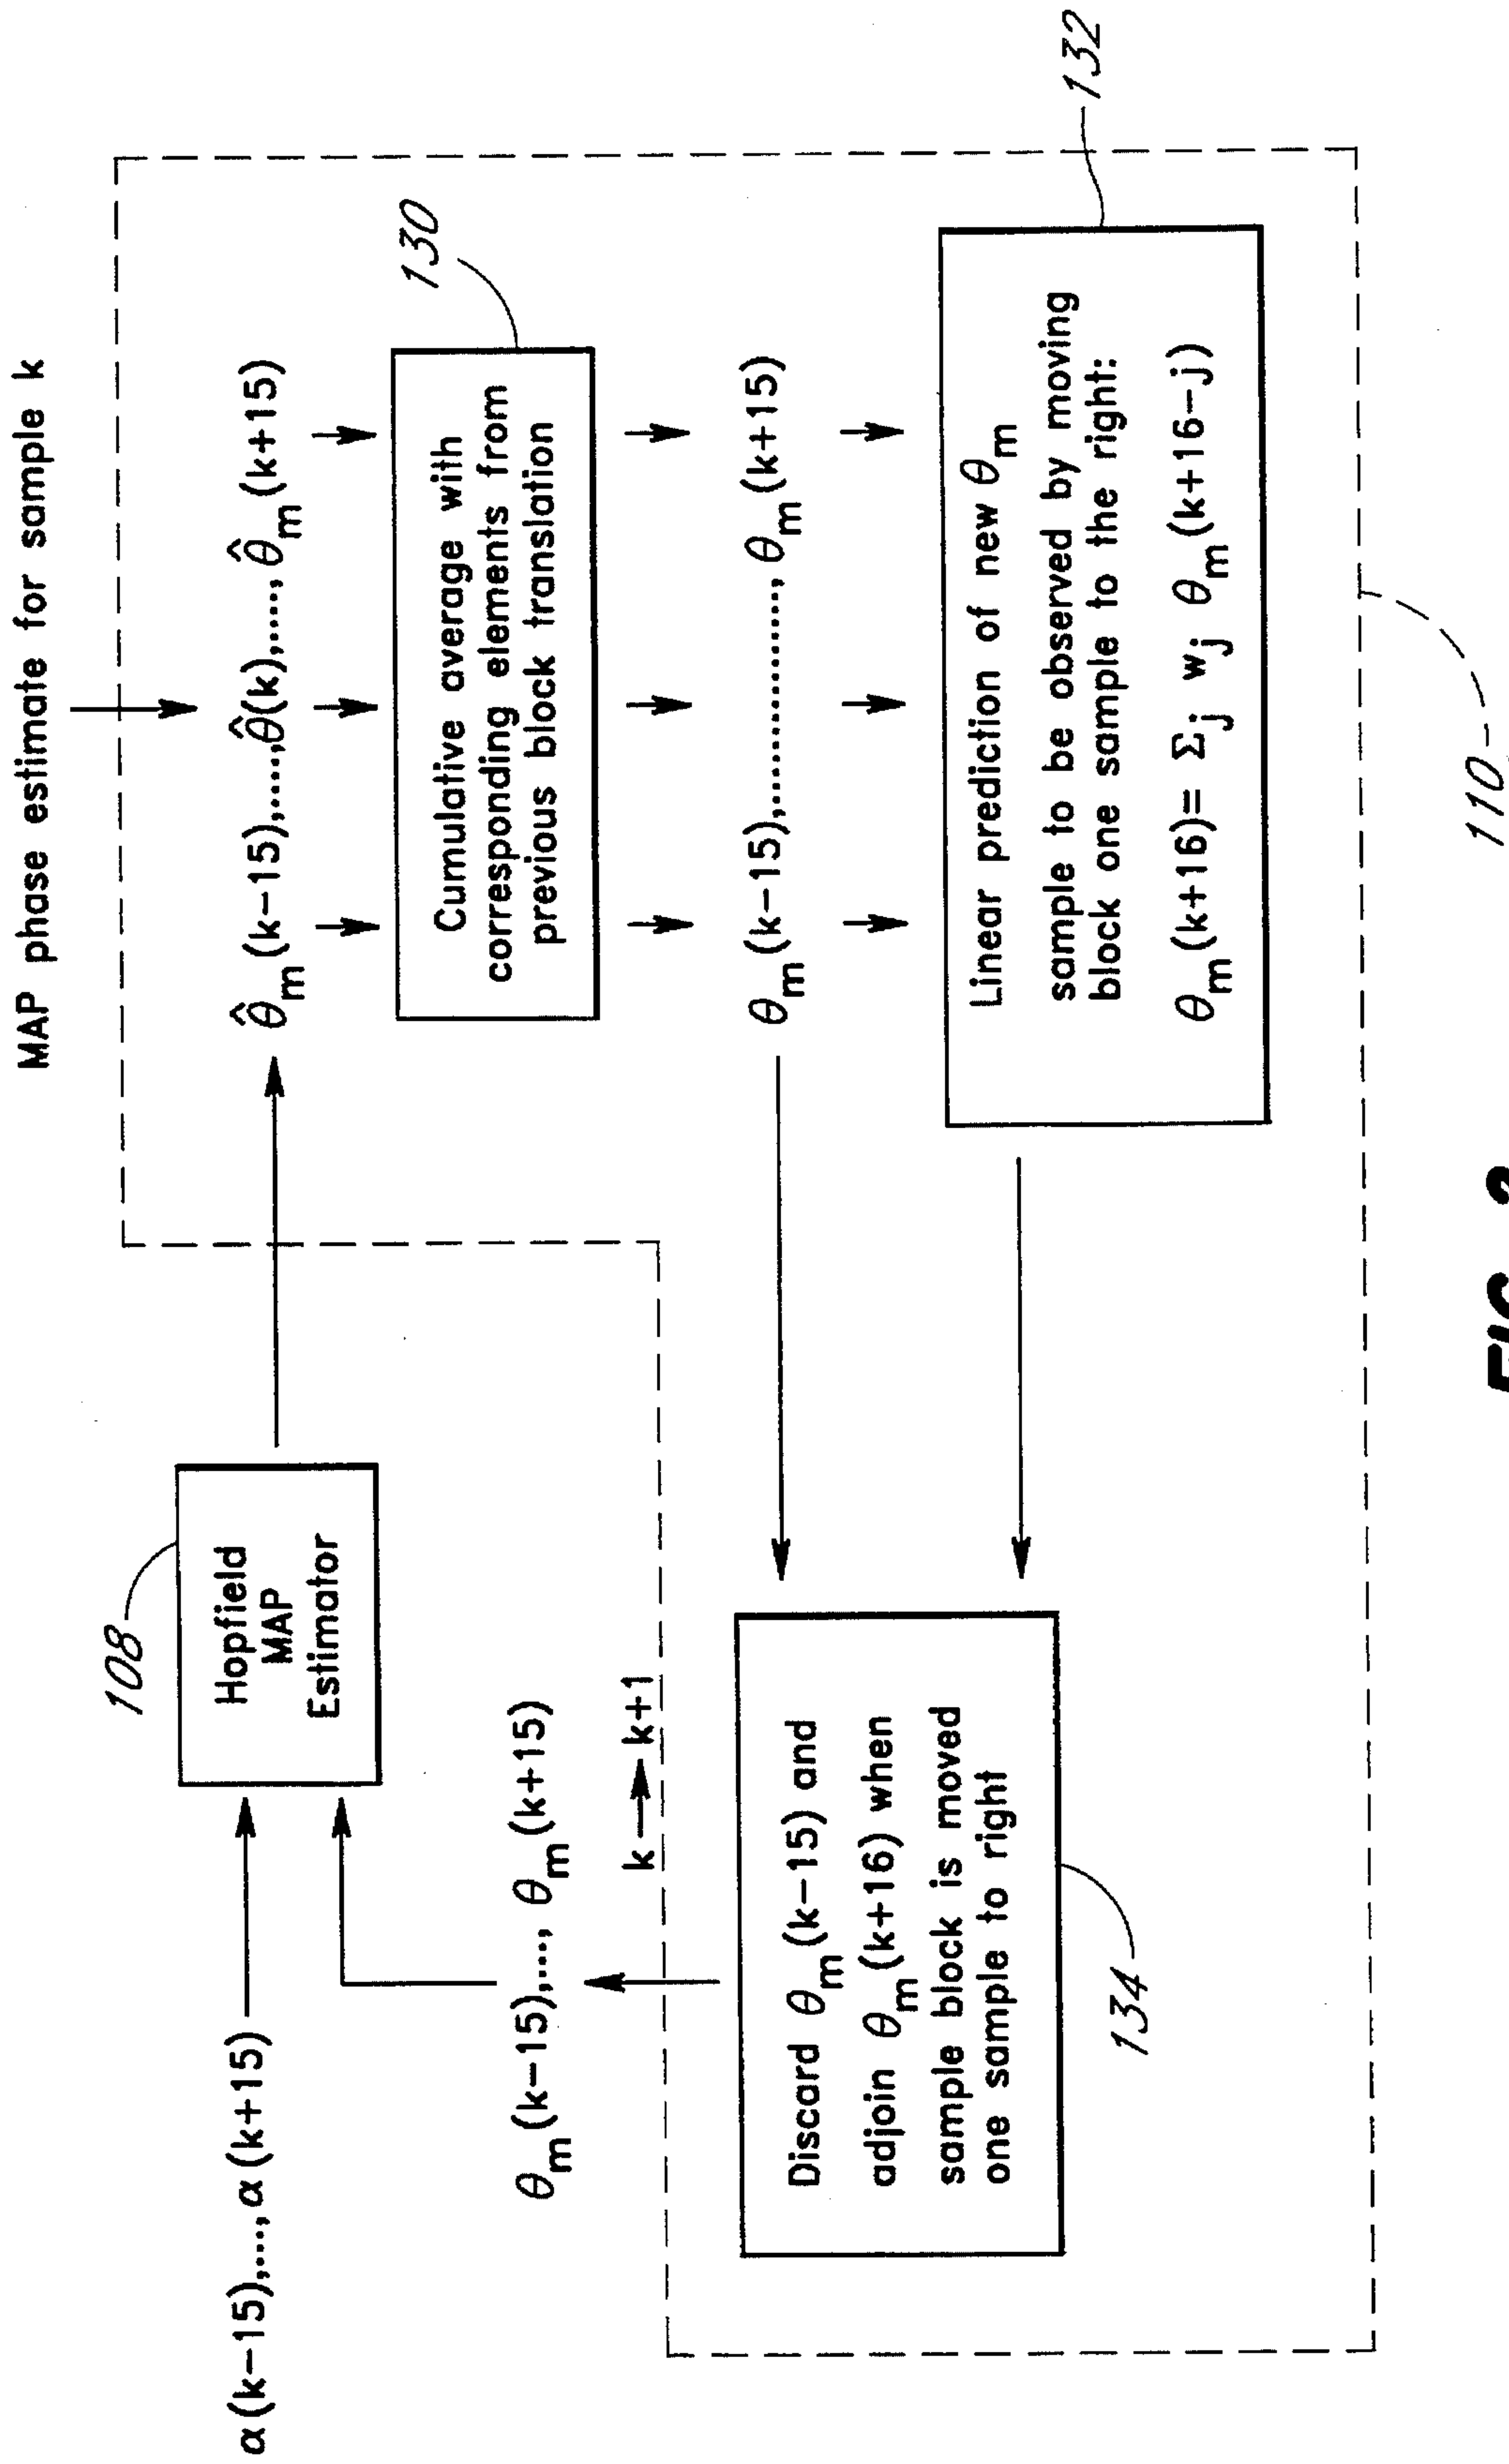 MAP phase estimate for sample k
α(k−15),...,α(k+15)
108
Hopfield
MAP
Estimator
θ̂m(k−15),....,θ̂(k),....,θ̂m(k+15)
130
Cumulative average with
corresponding elements from
previous block translation
θm(k−15),..., θm(k+15)
k → k+1
θm(k−15),.................., θm(k+15)
Discard θm(k−15) and
adjoin θm(k+16) when
sample block is moved
one sample to right
134
Linear prediction of new θm
sample to be observed by moving
block one sample to the right:
θm(k+16)= Σj wj θm(k+16−j)
132
110
FIG.